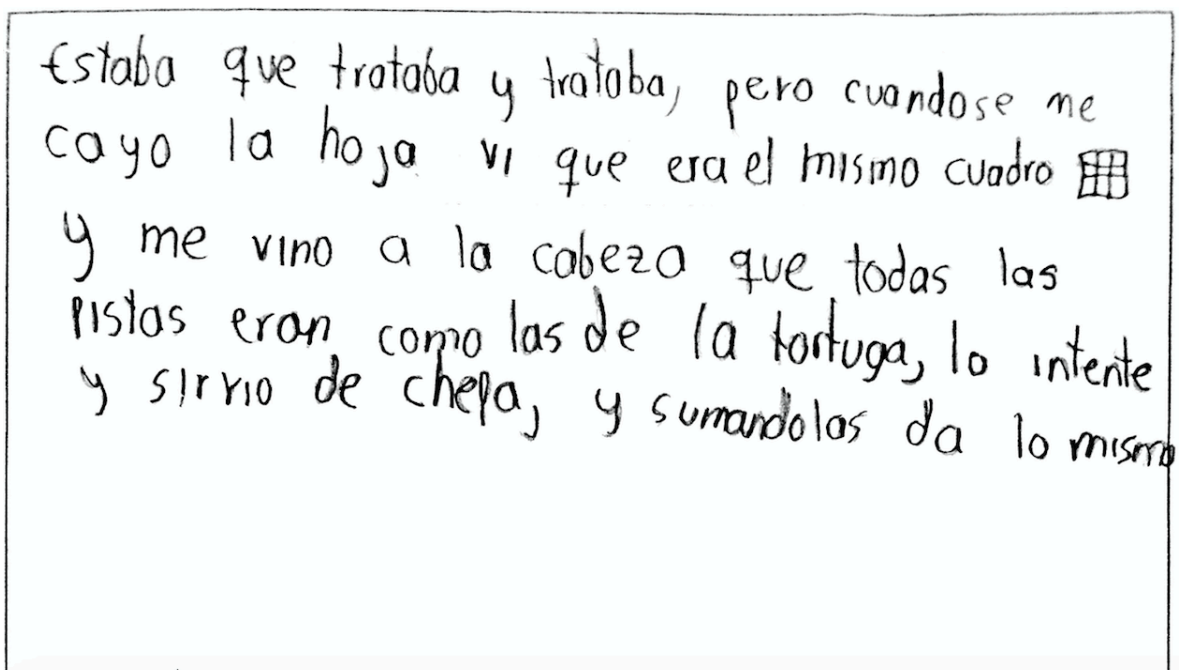 Estaba que trataba y trataba, pero cuandose me
cayo la hoja vi que era el mismo cuadro
y me vino a la cabeza que todas las
pistas eran como las de la tortuga, lo intente
y sirvio de chepa, y sumandolas da lo mismo